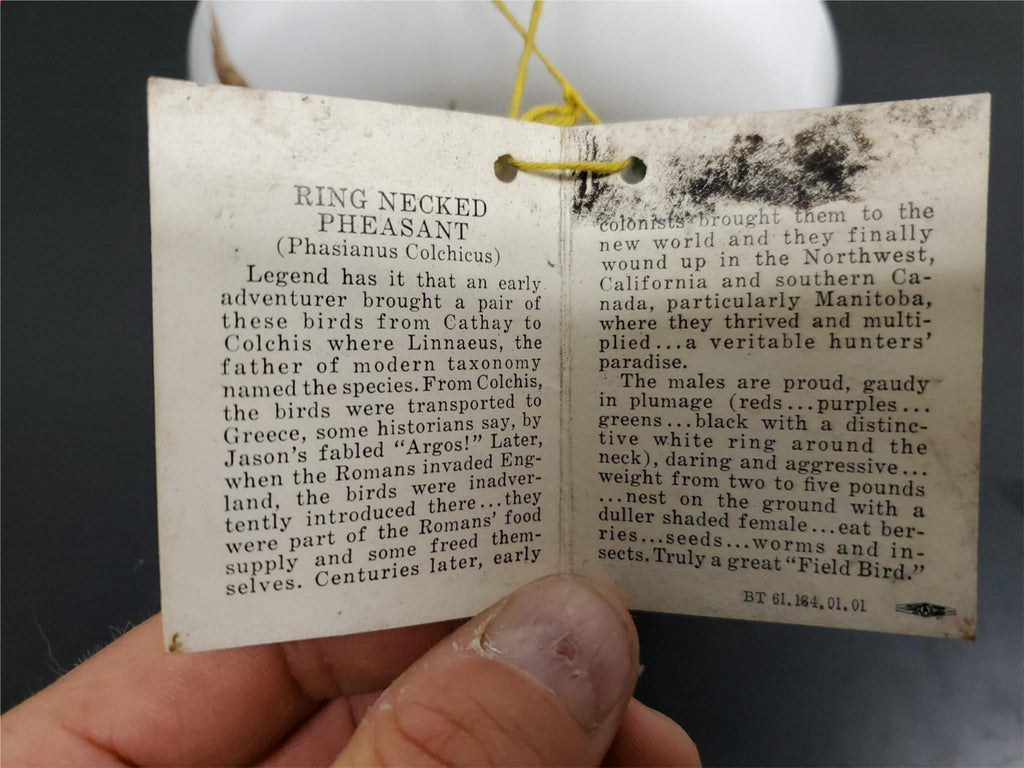 RING NECKED
PHEASANT
(Phasianus Colchicus)
Legend has it that an early
adventurer brought a pair of
these birds from Cathay to
Colchis where Linnaeus, the
father of modern taxonomy
named the species. From Colchis,
the birds were transported to
Greece, some historians say, by
Jason's fabled "Argos!" Later,
when the Romans invaded Eng-
land, the birds were inadver-
tently introduced there...they
were part of the Romans' food
supply and some freed them-
selves. Centuries later, early
colonists brought them to the
new world and they finally
wound up in the Northwest,
California and southern Ca-
nada, particularly Manitoba,
where they thrived and multi-
plied...a veritable hunters'
paradise.
The males are proud, gaudy
in plumage (reds...purples...
greens...black with a distinc-
tive white ring around the
neck), daring and aggressive...
weight from two to five pounds
...nest on the ground with a
duller shaded female...eat ber-
ries...seeds...worms and in-
sects. Truly a great "Field Bird."
BT 61.184.01.01